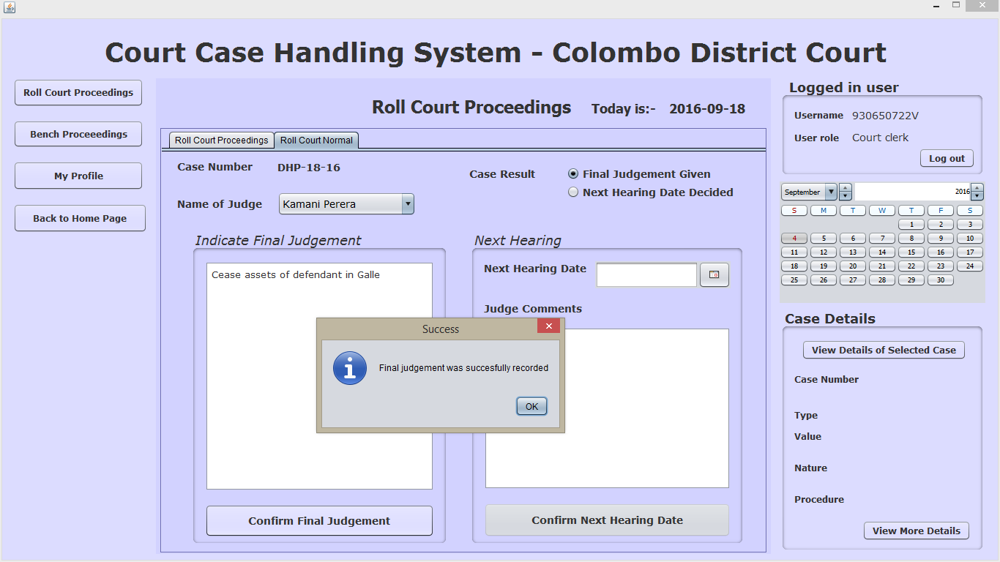 Court Case Handling System - Colombo District Court
Roll Court Proceedings
Bench Proceeedings
My Profile
Back to Home Page
Roll Court Proceedings Today is:- 2016-09-18
Roll Court Proceedings Roll Court Normal
Case Number DHP-18-16
Name of Judge Kamani Perera
Case Result
Final Judgement Given
Next Hearing Date Decided
Indicate Final Judgement
Cease assets of defendant in Galle
Confirm Final Judgement
Next Hearing
Next Hearing Date
Judge Comments
Confirm Next Hearing Date
Success
Final judgement was succesfully recorded
OK
Logged in user
Username 930650722V
User role Court clerk
Log out
September 2016
S M T W T F S
1 2 3
4 5 6 7 8 9 10
11 12 13 14 15 16 17
18 19 20 21 22 23 24
25 26 27 28 29 30
Case Details
View Details of Selected Case
Case Number
Type
Value
Nature
Procedure
View More Details